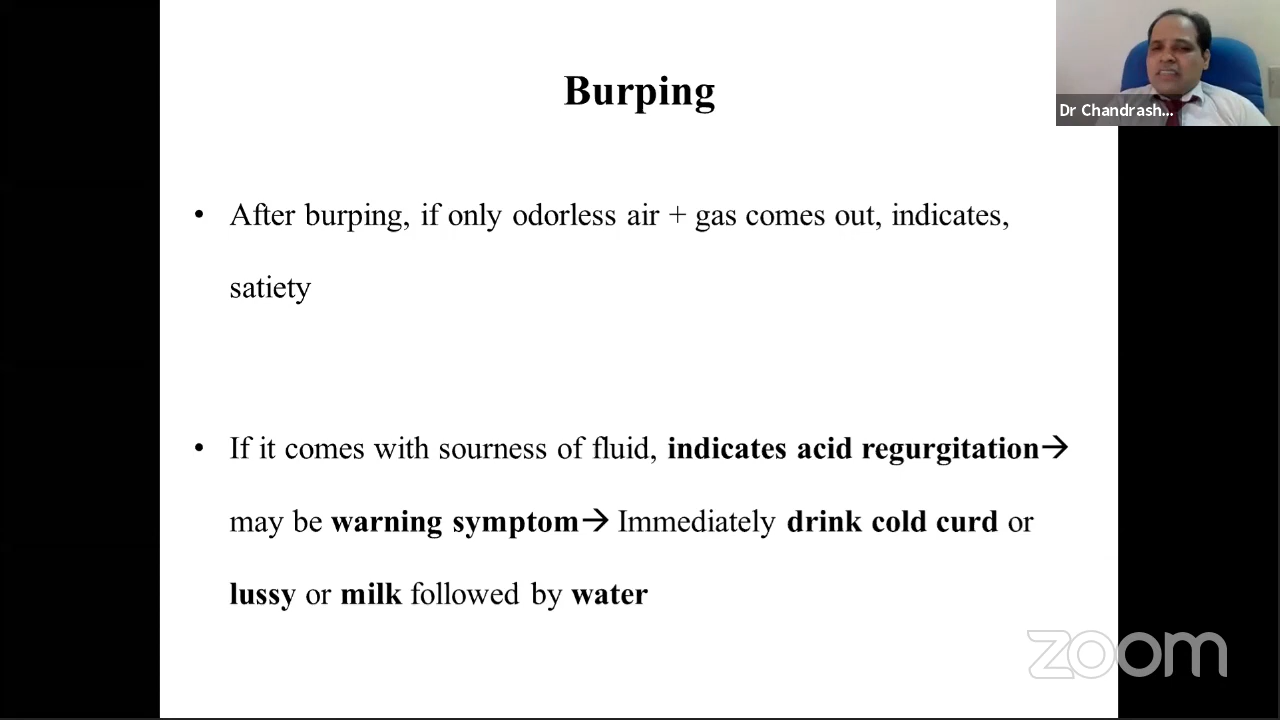 Burping
Dr Chandrash...
• After burping, if only odorless air + gas comes out, indicates,
satiety
• If it comes with sourness of fluid, indicates acid regurgitation→
may be warning symptom→ Immediately drink cold curd or
lussy or milk followed by water
zoom